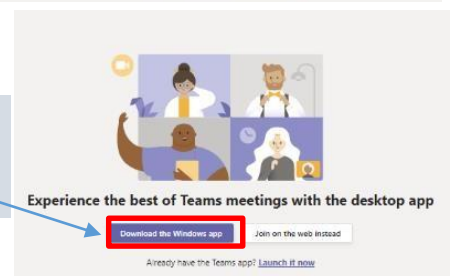 Experience the best of Teams meetings with the desktop app
Download the Windows app
Join on the web instead
Already have the Teams app? Launch it now